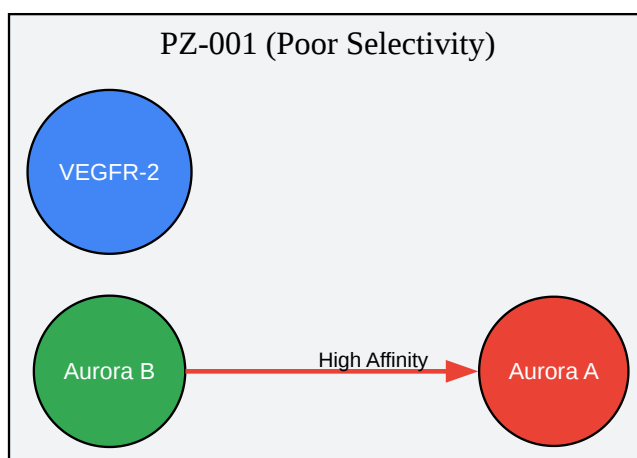 PZ-001 (Poor Selectivity)
VEGFR-2
Aurora B
High Affinity
Aurora A